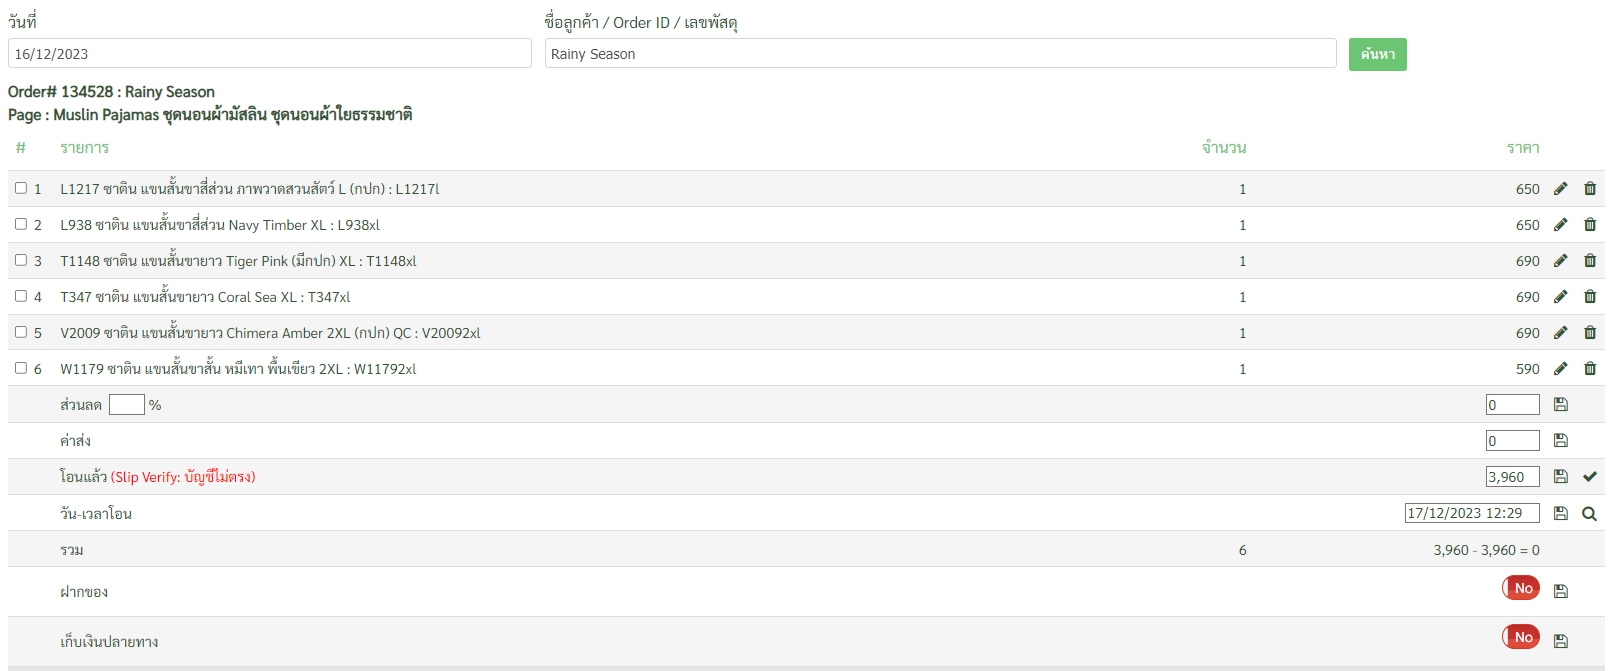 วันที่ ชื่อลูกค้า / Order ID / เลขพัสดุ
16/12/2023 Rainy Season ค้นหา
Order# 134528 : Rainy Season
Page : Muslin Pajamas ชุดนอนผ้ามัสลิน ชุดนอนผ้าใยธรรมชาติ
# รายการ จำนวน ราคา
1 L1217 ซาติน แขนสั้นขาสี่ส่วน ภาพวาดสวนสัตว์ L (กปก) : L1217l 1 650
2 L938 ซาติน แขนสั้นขาสี่ส่วน Navy Timber XL : L938xl 1 650
3 T1148 ซาติน แขนสั้นขายาว Tiger Pink (มีกปก) XL : T1148xl 1 690
4 T347 ซาติน แขนสั้นขายาว Coral Sea XL : T347xl 1 690
5 V2009 ซาติน แขนสั้นขายาว Chimera Amber 2XL (กปก) QC : V20092xl 1 690
6 W1179 ซาติน แขนสั้นขาสั้น หมีเทา พื้นเขียว 2XL : W11792xl 1 590
ส่วนลด % 0
ค่าส่ง 0
โอนแล้ว (Slip Verify: บัญชีไม่ตรง) 3,960
วัน-เวลาโอน 17/12/2023 12:29
รวม 6 3,960 - 3,960 = 0
ฝากของ No
เก็บเงินปลายทาง No